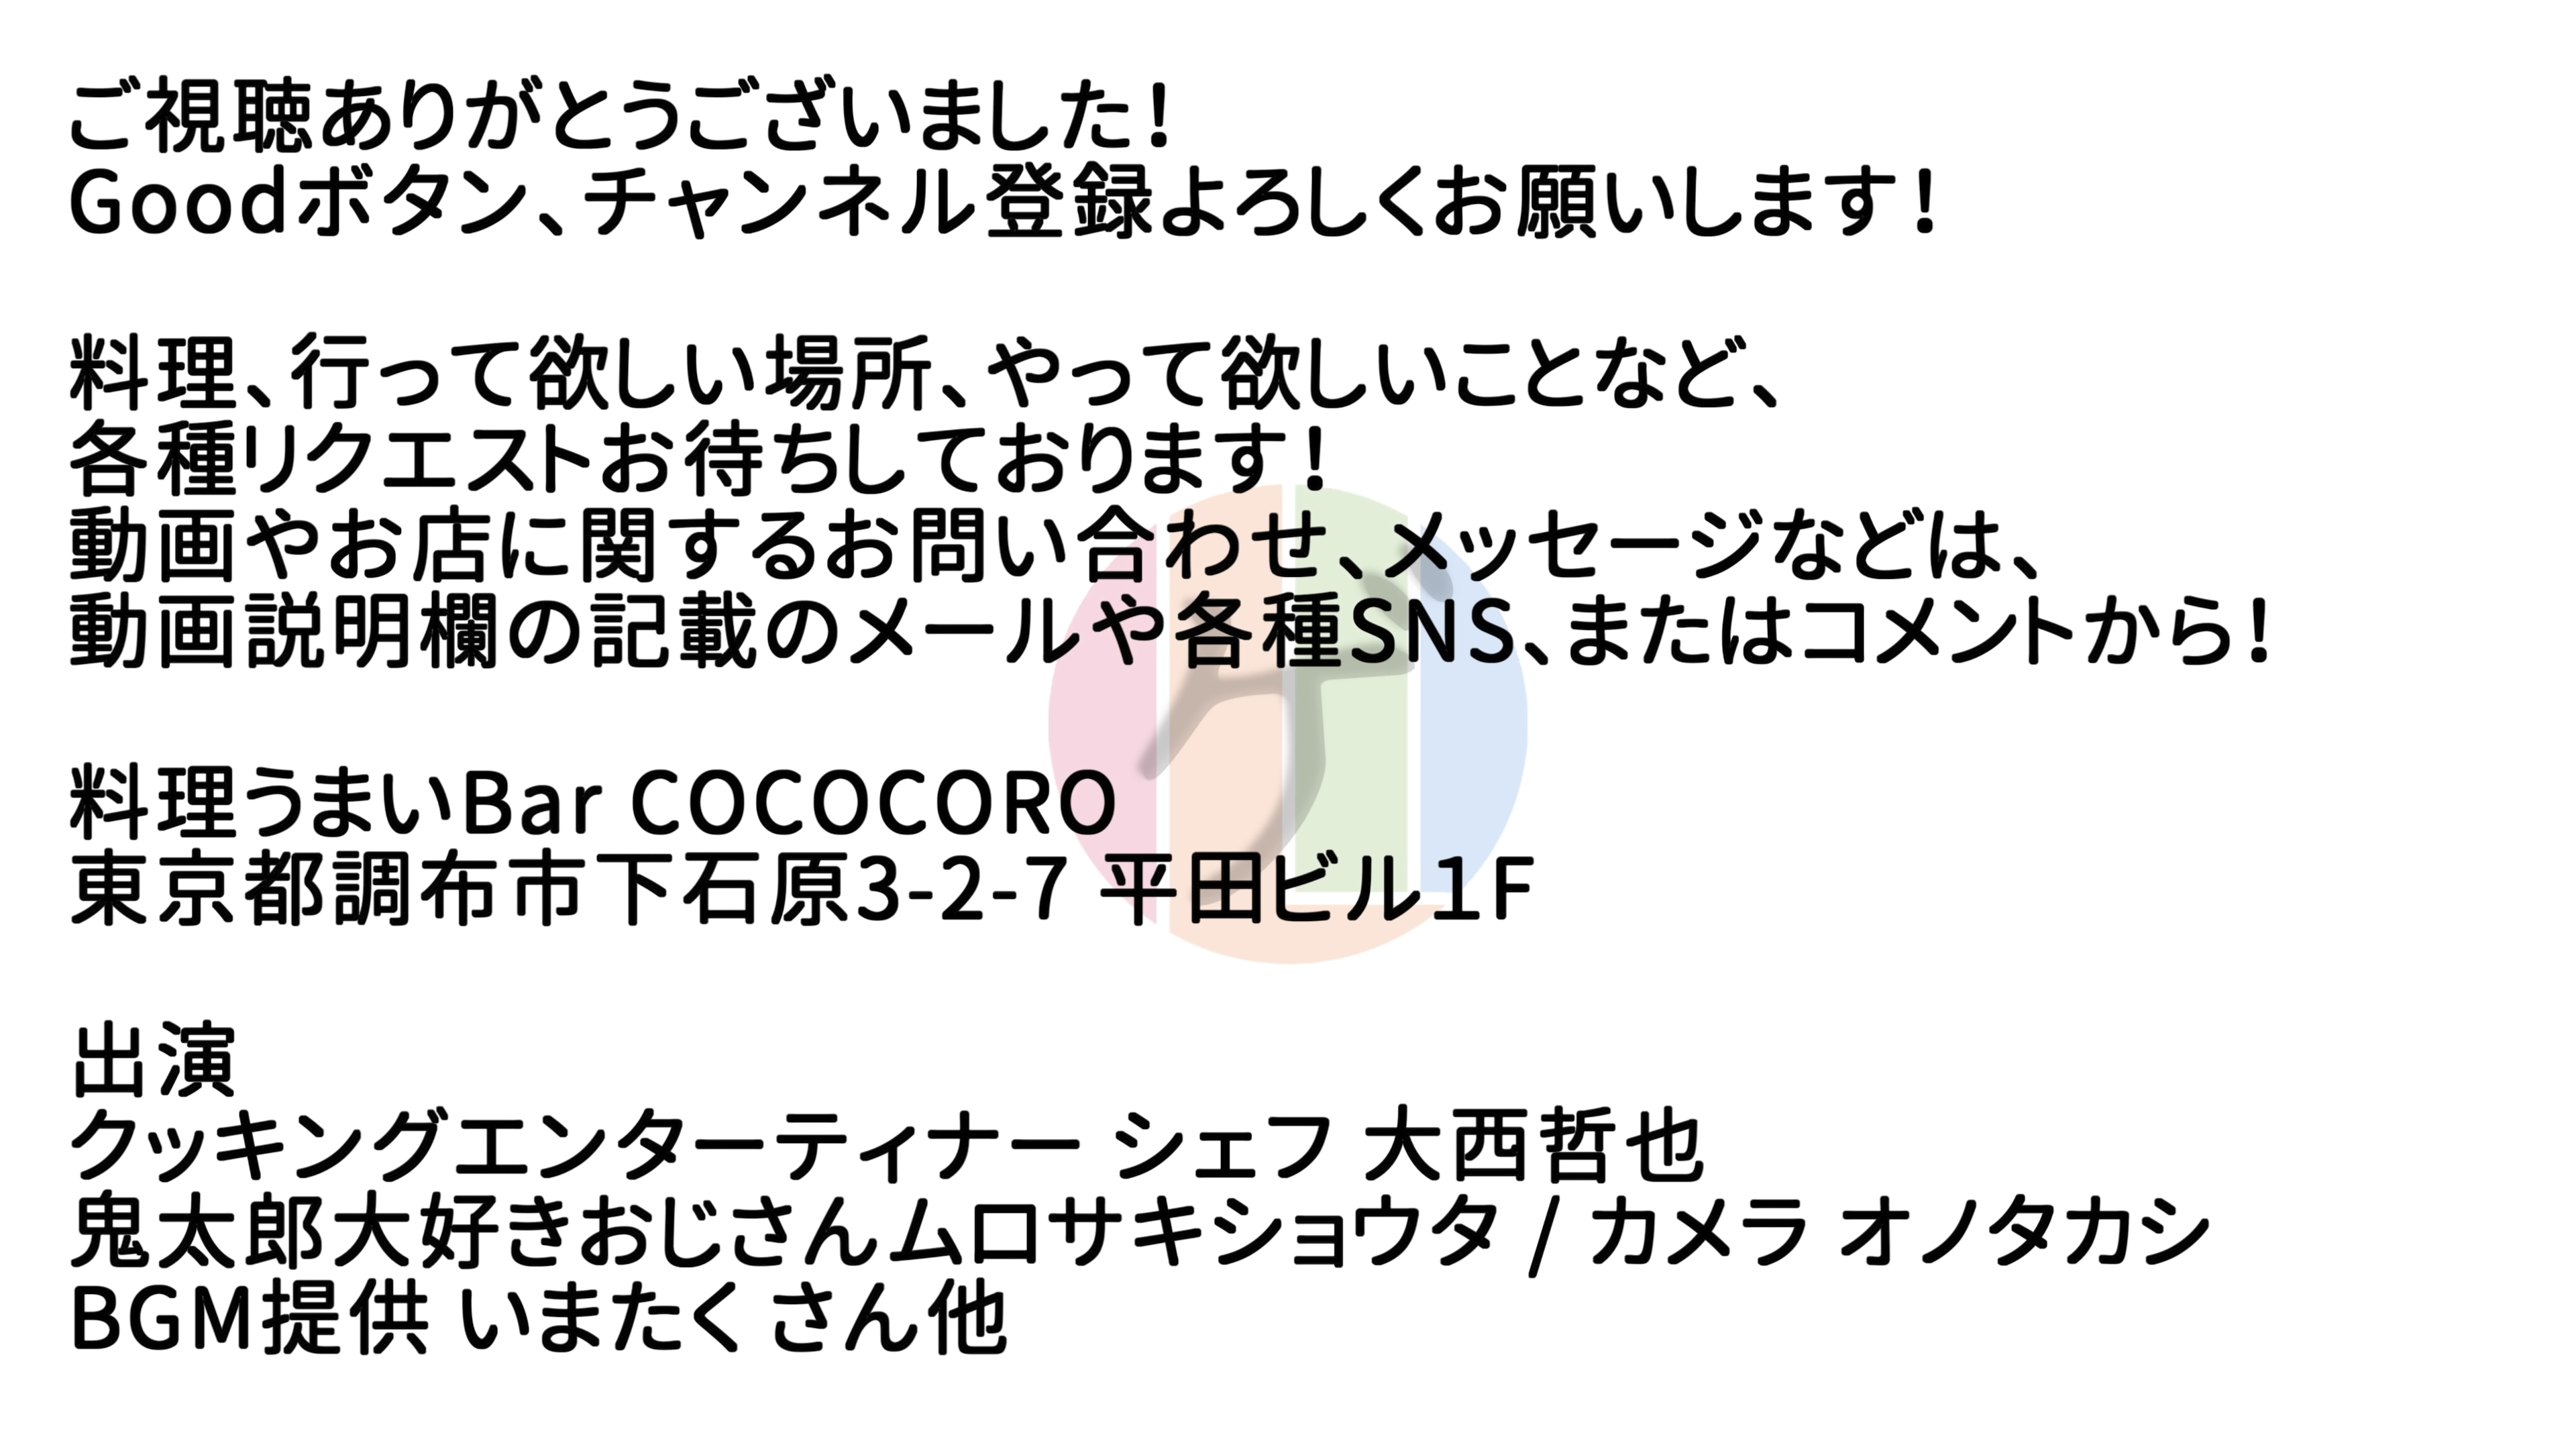 ご視聴ありがとうございました！
Goodボタン、チャンネル登録よろしくお願いします！
料理、行って欲しい場所、やって欲しいことなど、
各種リクエストお待ちしております！
動画やお店に関するお問い合わせ、メッセージなどは、
動画説明欄の記載のメールや各種SNS、またはコメントから！
料理うまいBar COCOCORO
東京都調布市下石原3-2-7 平田ビル1F
出演
クッキングエンターティナー シェフ 大西哲也
鬼太郎大好きおじさんムロサキショウタ / カメラ オノタカシ
BGM提供 いまたくさん他
ゲ